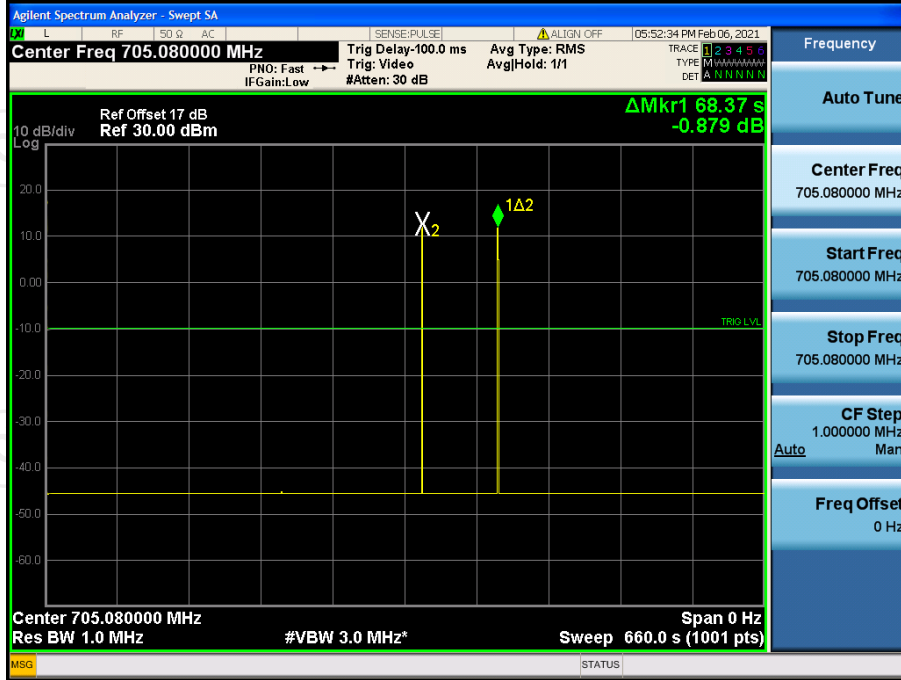 Agilent Spectrum Analyzer - Swept SA
LXI L RF 50 Ω AC SENSE:PULSE ALIGN OFF 05:52:34 PM Feb 06, 2021
Center Freq 705.080000 MHz
PNO: Fast
IFGain:Low
Trig Delay-100.0 ms
Trig: Video
#Atten: 30 dB
Avg Type: RMS
Avg|Hold: 1/1
TRACE 1 2 3 4 5 6
TYPE MWWWWW
DET A N N N N N
Ref Offset 17 dB
10 dB/div Ref 30.00 dBm
Log
ΔMkr1 68.37 s
-0.879 dB
20.0
10.0
0.00
-10.0
-20.0
-30.0
-40.0
-50.0
-60.0
X2
1Δ2
TRIG LVL
Center 705.080000 MHz Span 0 Hz
Res BW 1.0 MHz #VBW 3.0 MHz* Sweep 660.0 s (1001 pts)
MSG STATUS
Frequency
Auto Tune
Center Freq
705.080000 MHz
Start Freq
705.080000 MHz
Stop Freq
705.080000 MHz
CF Step
1.000000 MHz
Auto Man
Freq Offset
0 Hz